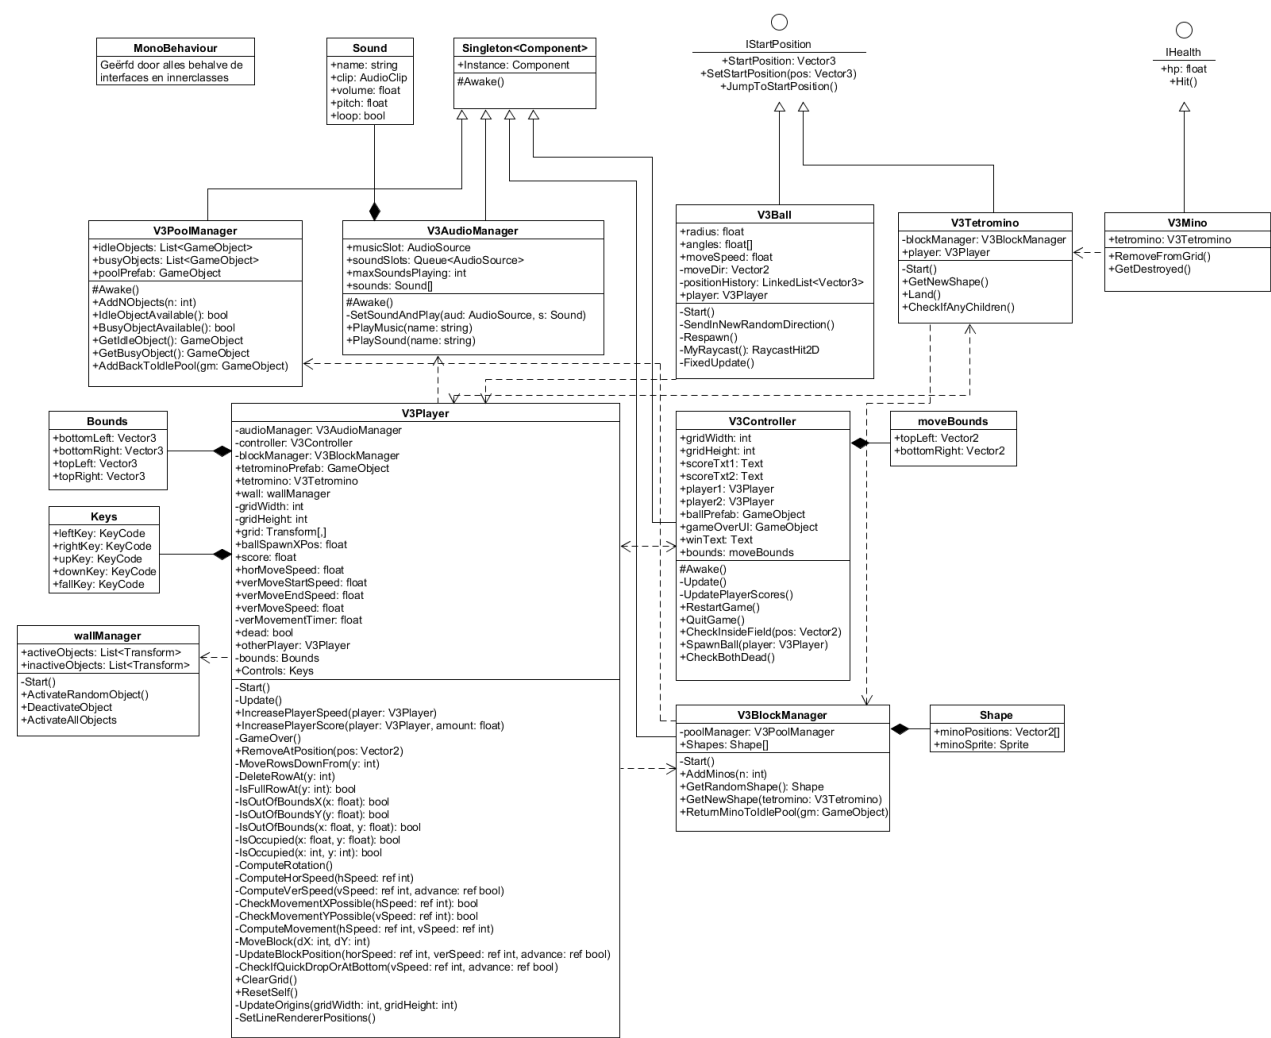 MonoBehaviour
Geërfd door alles behalve de
interfaces en innerclasses
Sound
+name: string
+clip: AudioClip
+volume: float
+pitch: float
+loop: bool
Singleton<Component>
+Instance: Component
#Awake()
IStartPosition
+StartPosition: Vector3
+SetStartPosition(pos: Vector3)
+JumpToStartPosition()
IHealth
+hp: float
+Hit()
V3PoolManager
+idleObjects: List<GameObject>
+busyObjects: List<GameObject>
+poolPrefab: GameObject
#Awake()
+AddNObjects(n: int)
+IdleObjectAvailable(): bool
+BusyObjectAvailable(): bool
+GetIdleObject(): GameObject
+GetBusyObject(): GameObject
+AddBackToIdlePool(gm: GameObject)
V3AudioManager
+musicSlot: AudioSource
+soundSlots: Queue<AudioSource>
+maxSoundsPlaying: int
+sounds: Sound[]
#Awake()
-SetSoundAndPlay(aud: AudioSource, s: Sound)
+PlayMusic(name: string)
+PlaySound(name: string)
V3Ball
+radius: float
+angles: float[]
+moveSpeed: float
-moveDir: Vector2
-positionHistory: LinkedList<Vector3>
+player: V3Player
-Start()
-SendInNewRandomDirection()
-Respawn()
-MyRaycast(): RaycastHit2D
-FixedUpdate()
V3Tetromino
-blockManager: V3BlockManager
+player: V3Player
-Start()
+GetNewShape()
+Land()
+CheckIfAnyChildren()
V3Mino
+tetromino: V3Tetromino
+RemoveFromGrid()
+GetDestroyed()
Bounds
+bottomLeft: Vector3
+bottomRight: Vector3
+topLeft: Vector3
+topRight: Vector3
Keys
+leftKey: KeyCode
+rightKey: KeyCode
+upKey: KeyCode
+downKey: KeyCode
+fallKey: KeyCode
wallManager
+activeObjects: List<Transform>
+inactiveObjects: List<Transform>
-Start()
+ActivateRandomObject()
+DeactivateObject
+ActivateAllObjects
V3Player
-audioManager: V3AudioManager
-controller: V3Controller
-blockManager: V3BlockManager
+tetrominoPrefab: GameObject
+tetromino: V3Tetromino
+wall: wallManager
-gridWidth: int
-gridHeight: int
+grid: Transform[,]
+ballSpawnXPos: float
+score: float
+horMoveSpeed: float
+verMoveStartSpeed: float
+verMoveEndSpeed: float
+verMoveSpeed: float
-verMovementTimer: float
+dead: bool
+otherPlayer: V3Player
-bounds: Bounds
+Controls: Keys
-Start()
-Update()
+IncreasePlayerSpeed(player: V3Player)
+IncreasePlayerScore(player: V3Player, amount: float)
-GameOver()
+RemoveAtPosition(pos: Vector2)
-MoveRowsDownFrom(y: int)
-DeleteRowAt(y: int)
-IsFullRowAt(y: int): bool
-IsOutOfBoundsX(x: float): bool
-IsOutOfBoundsY(y: float): bool
-IsOutOfBounds(x: float, y: float): bool
-IsOccupied(x: float, y: float): bool
-IsOccupied(x: int, y: int): bool
-ComputeRotation()
-ComputeHorSpeed(hSpeed: ref int)
-ComputeVerSpeed(vSpeed: ref int, advance: ref bool)
-CheckMovementXPossible(hSpeed: ref int): bool
-CheckMovementYPossible(vSpeed: ref int): bool
-ComputeMovement(hSpeed: ref int, vSpeed: ref int)
-MoveBlock(dX: int, dY: int)
-UpdateBlockPosition(horSpeed: ref int, verSpeed: ref int, advance: ref bool)
-CheckIfQuickDropOrAtBottom(vSpeed: ref int, advance: ref bool)
+ClearGrid()
+ResetSelf()
-UpdateOrigins(gridWidth: int, gridHeight: int)
-SetLineRendererPositions()
V3Controller
+gridWidth: int
+gridHeight: int
+scoreTxt1: Text
+scoreTxt2: Text
+player1: V3Player
+player2: V3Player
+ballPrefab: GameObject
+gameOverUI: GameObject
+winText: Text
+bounds: moveBounds
#Awake()
-Update()
-UpdatePlayerScores()
+RestartGame()
+QuitGame()
+CheckInsideField(pos: Vector2)
+SpawnBall(player: V3Player)
+CheckBothDead()
moveBounds
+topLeft: Vector2
+bottomRight: Vector2
V3BlockManager
-poolManager: V3PoolManager
+Shapes: Shape[]
-Start()
+AddMinos(n: int)
+GetRandomShape(): Shape
+GetNewShape(tetromino: V3Tetromino)
+ReturnMinoToIdlePool(gm: GameObject)
Shape
+minoPositions: Vector2[]
+minoSprite: Sprite